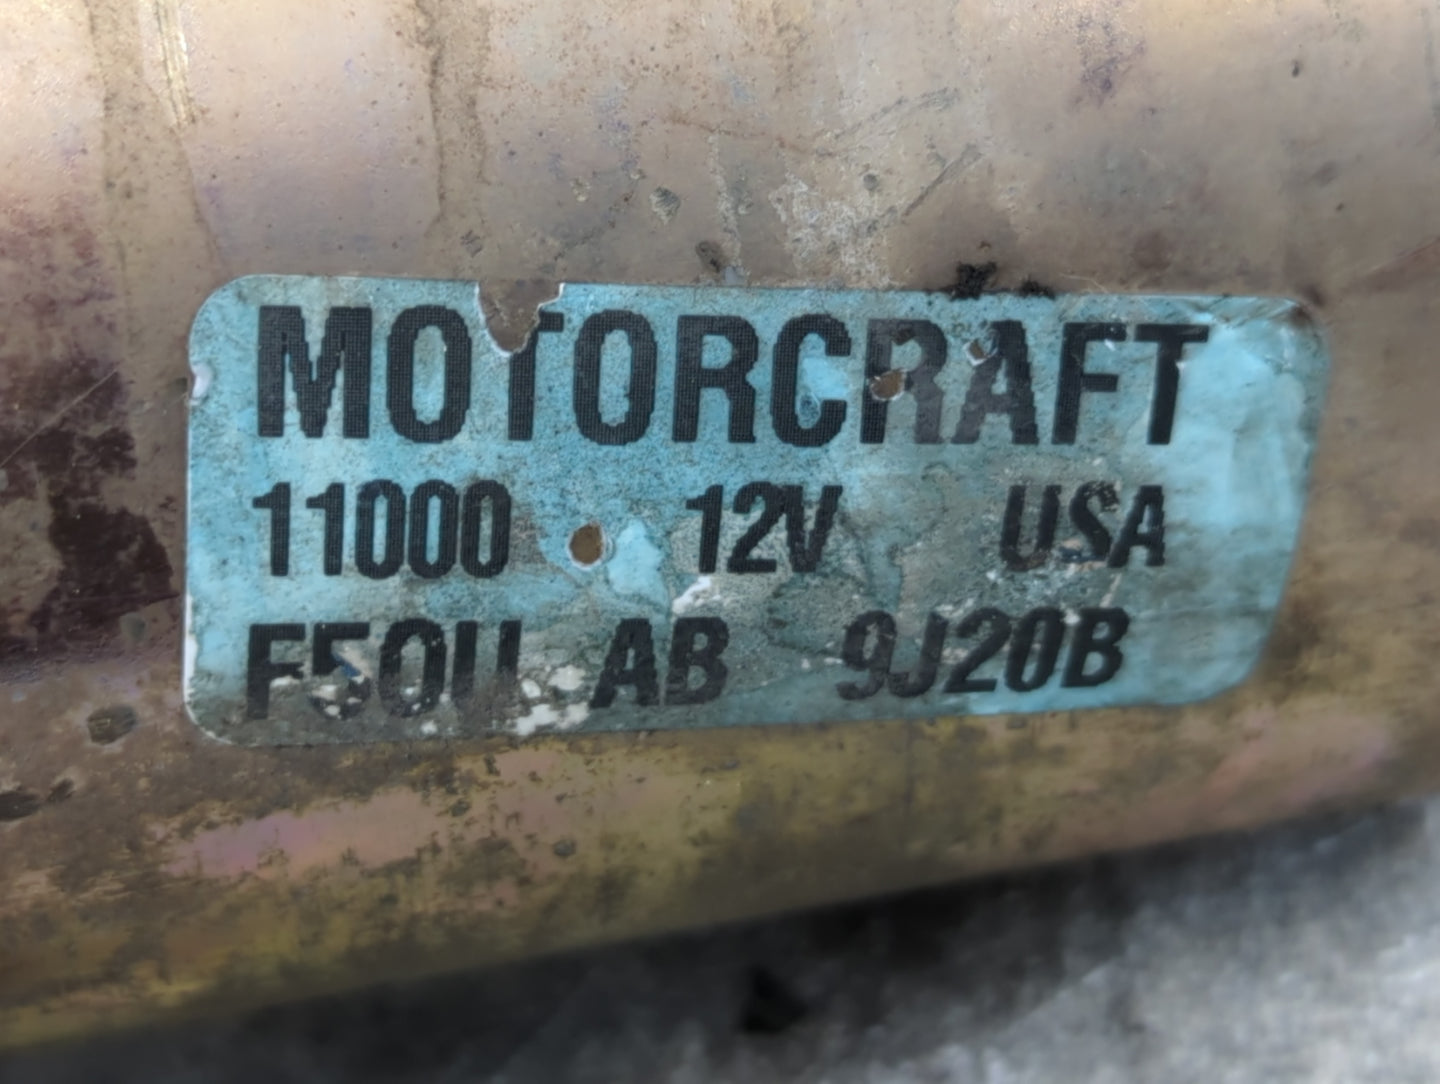 MOTORCRAFT
11000 12V USA
F5OU AB 9J20B